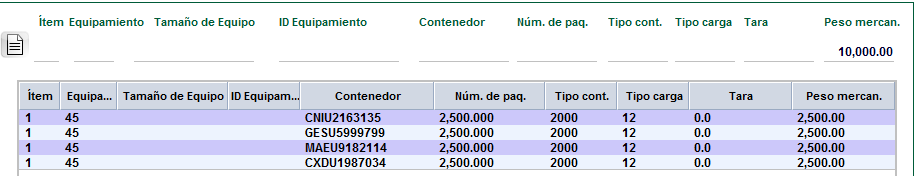 Ítem Equipamiento Tamaño de Equipo ID Equipamiento Contenedor Núm. de paq. Tipo cont. Tipo carga Tara Peso mercan.
10,000.00
Ítem Equipa... Tamaño de Equipo ID Equipam... Contenedor Núm. de paq. Tipo cont. Tipo carga Tara Peso mercan.
1 45 CNIU2163135 2,500.000 2000 12 0.0 2,500.00
1 45 GESU5999799 2,500.000 2000 12 0.0 2,500.00
1 45 MAEU9182114 2,500.000 2000 12 0.0 2,500.00
1 45 CXDU1987034 2,500.000 2000 12 0.0 2,500.00